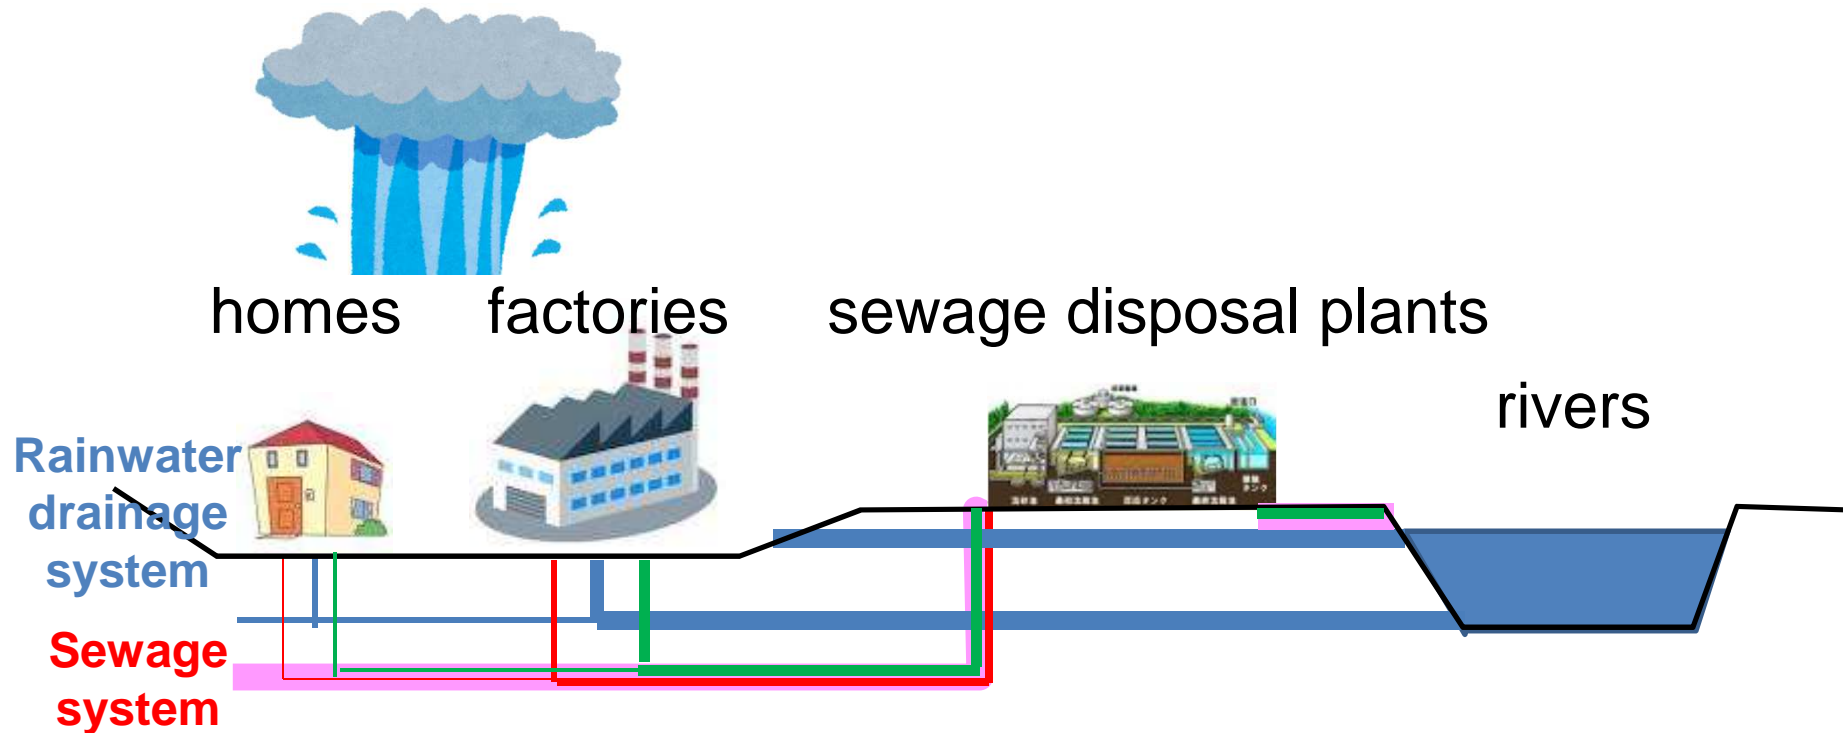 homes
factories
sewage disposal plants
rivers
Rainwater
drainage
system
Sewage
system